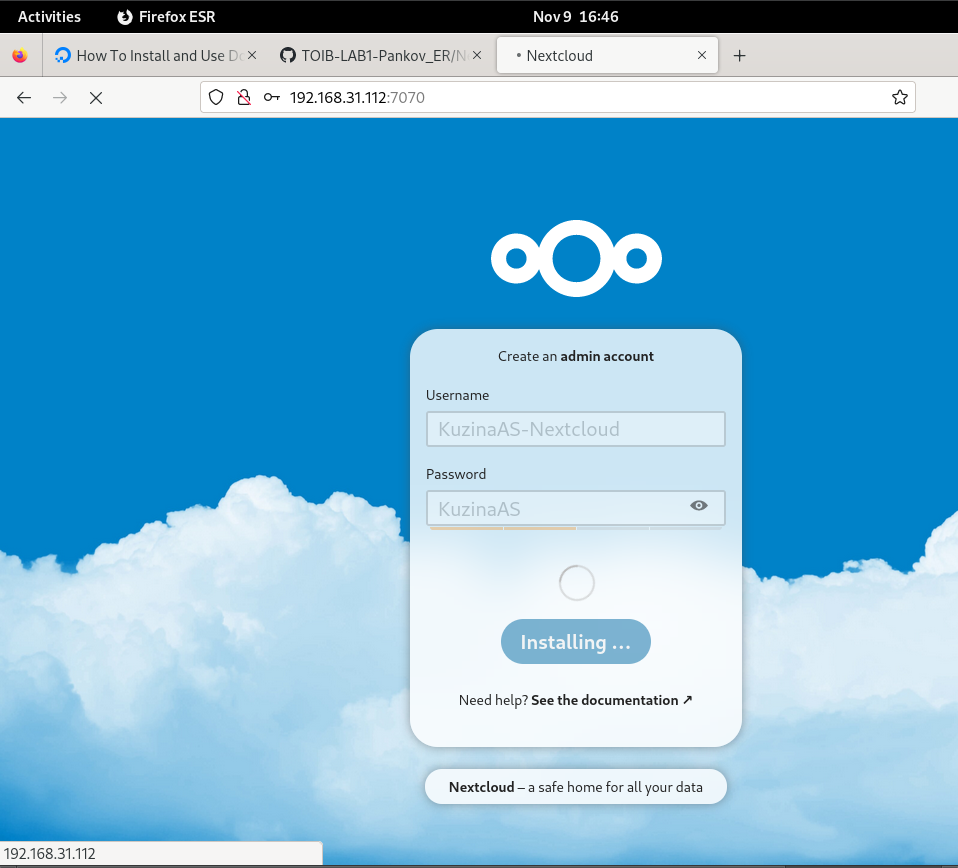 Activities Firefox ESR Nov 9 16:46
How To Install and Use Do TOIB-LAB1-Pankov_ER/N Nextcloud
192.168.31.112:7070
Create an admin account
Username
KuzinaAS-Nextcloud
Password
KuzinaAS
Installing ...
Need help? See the documentation ↗
Nextcloud – a safe home for all your data
192.168.31.112